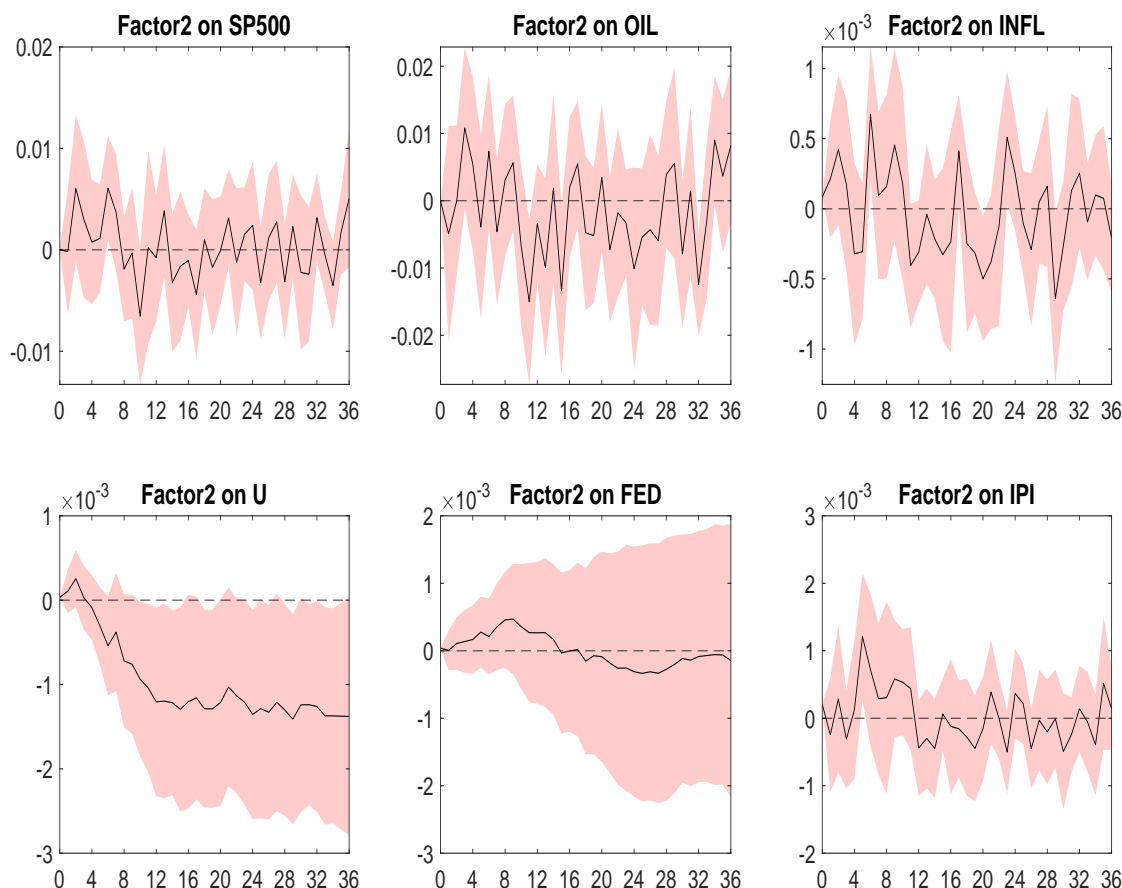 Factor2 on SP500
0.02
0.01
0
-0.01
0 4 8 12 16 20 24 28 32 36
Factor2 on OIL
0.02
0.01
0
-0.01
-0.02
0 4 8 12 16 20 24 28 32 36
×10-3 Factor2 on INFL
1
0.5
0
-0.5
-1
0 4 8 12 16 20 24 28 32 36
×10-3 Factor2 on U
1
0
-1
-2
-3
0 4 8 12 16 20 24 28 32 36
×10-3 Factor2 on FED
2
1
0
-1
-2
-3
0 4 8 12 16 20 24 28 32 36
×10-3 Factor2 on IPI
3
2
1
0
-1
-2
0 4 8 12 16 20 24 28 32 36